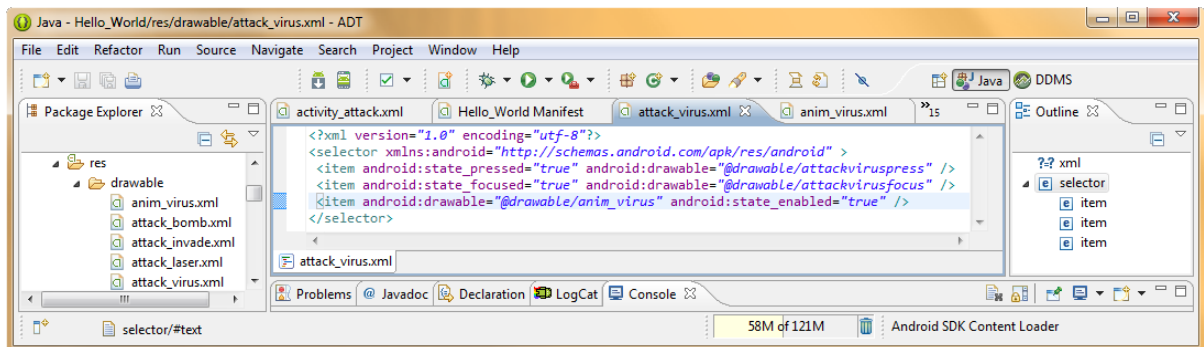 Java - Hello_World/res/drawable/attack_virus.xml - ADT
File Edit Refactor Run Source Navigate Search Project Window Help
Java DDMS
Package Explorer
activity_attack.xml Hello_World Manifest attack_virus.xml anim_virus.xml »15
Outline
res
drawable
anim_virus.xml
attack_bomb.xml
attack_invade.xml
attack_laser.xml
attack_virus.xml
<?xml version="1.0" encoding="utf-8"?>
<selector xmlns:android="http://schemas.android.com/apk/res/android" >
<item android:state_pressed="true" android:drawable="@drawable/attackviruspress" />
<item android:state_focused="true" android:drawable="@drawable/attackvirusfocus" />
<item android:drawable="@drawable/anim_virus" android:state_enabled="true" />
</selector>
attack_virus.xml
?=? xml
e selector
e item
e item
e item
Problems @ Javadoc Declaration LogCat Console
selector/#text
58M of 121M
Android SDK Content Loader